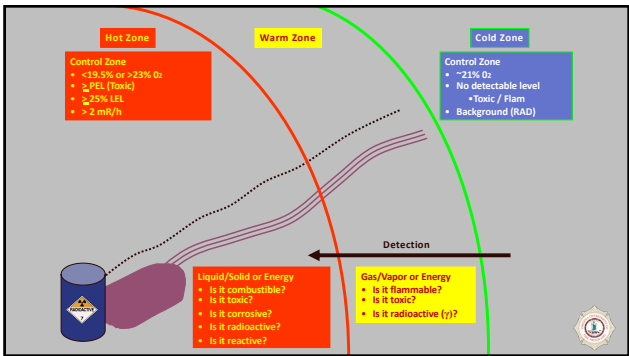 Hot Zone
Warm Zone
Cold Zone
Control Zone
• <19.5% or >23% 02
• > PEL (Toxic)
• > 25% LEL
• > 2 mR/h
Control Zone
• ~21% 02
• No detectable level
•Toxic / Flam
• Background (RAD)
Detection
Liquid/Solid or Energy
• Is it combustible?
• Is it toxic?
• Is it corrosive?
• Is it radioactive?
• Is it reactive?
Gas/Vapor or Energy
• Is it flammable?
• Is it toxic?
• Is it radioactive (γ)?
RADIOACTIVE
7